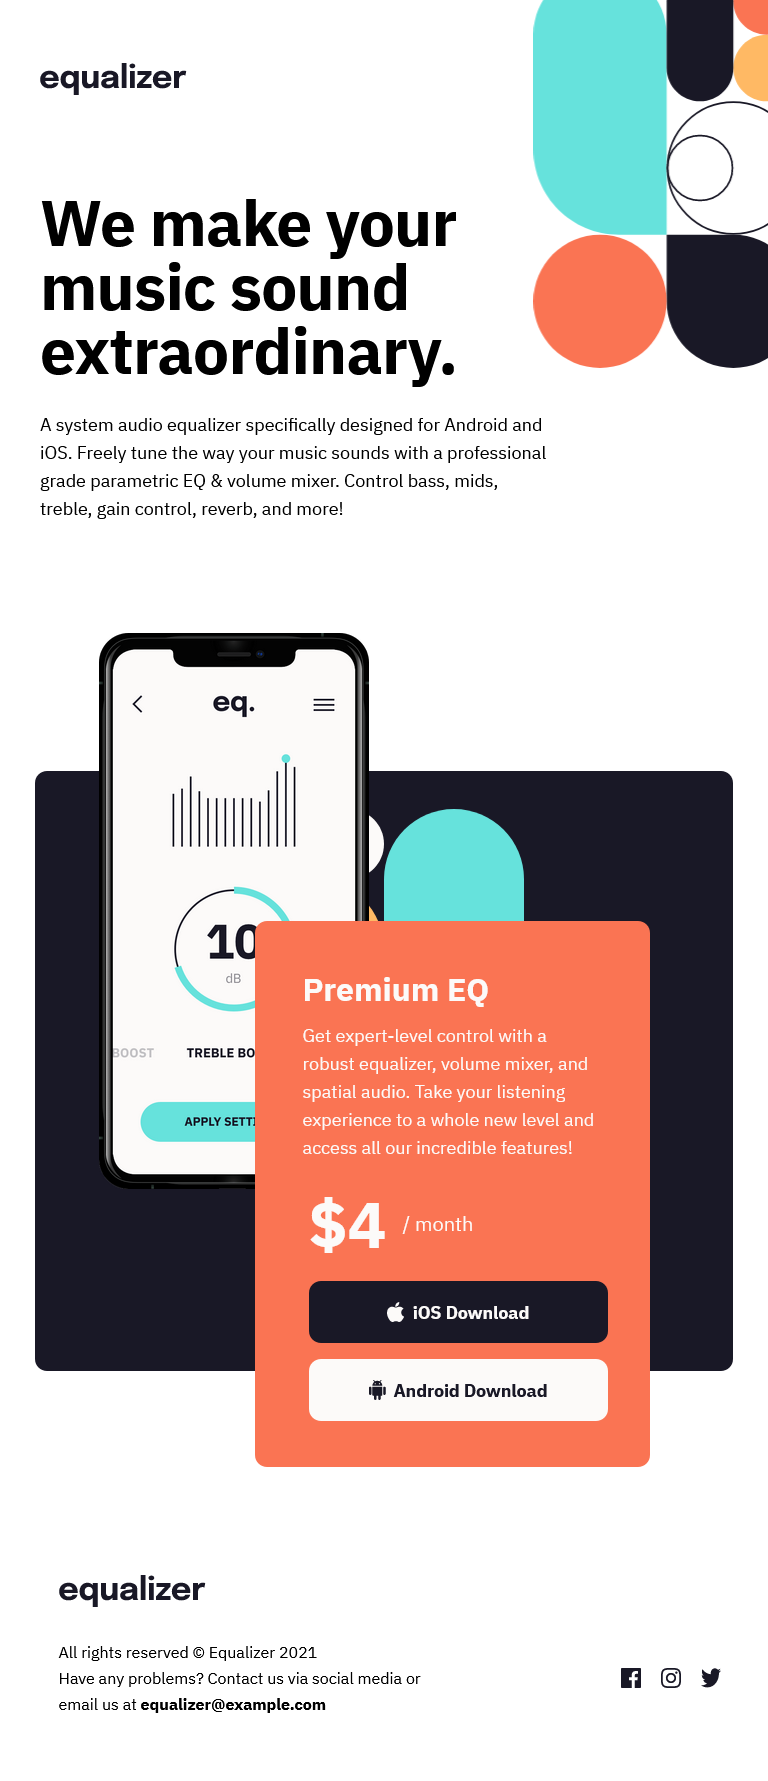 equalizer
We make your
music sound
extraordinary.
A system audio equalizer specifically designed for Android and
iOS. Freely tune the way your music sounds with a professional
grade parametric EQ & volume mixer. Control bass, mids,
treble, gain control, reverb, and more!
eq.
10
dB
BOOST
TREBLE BO
APPLY SETTI
Premium EQ
Get expert-level control with a
robust equalizer, volume mixer, and
spatial audio. Take your listening
experience to a whole new level and
access all our incredible features!
$4 / month
iOS Download
Android Download
equalizer
All rights reserved © Equalizer 2021
Have any problems? Contact us via social media or
email us at equalizer@example.com